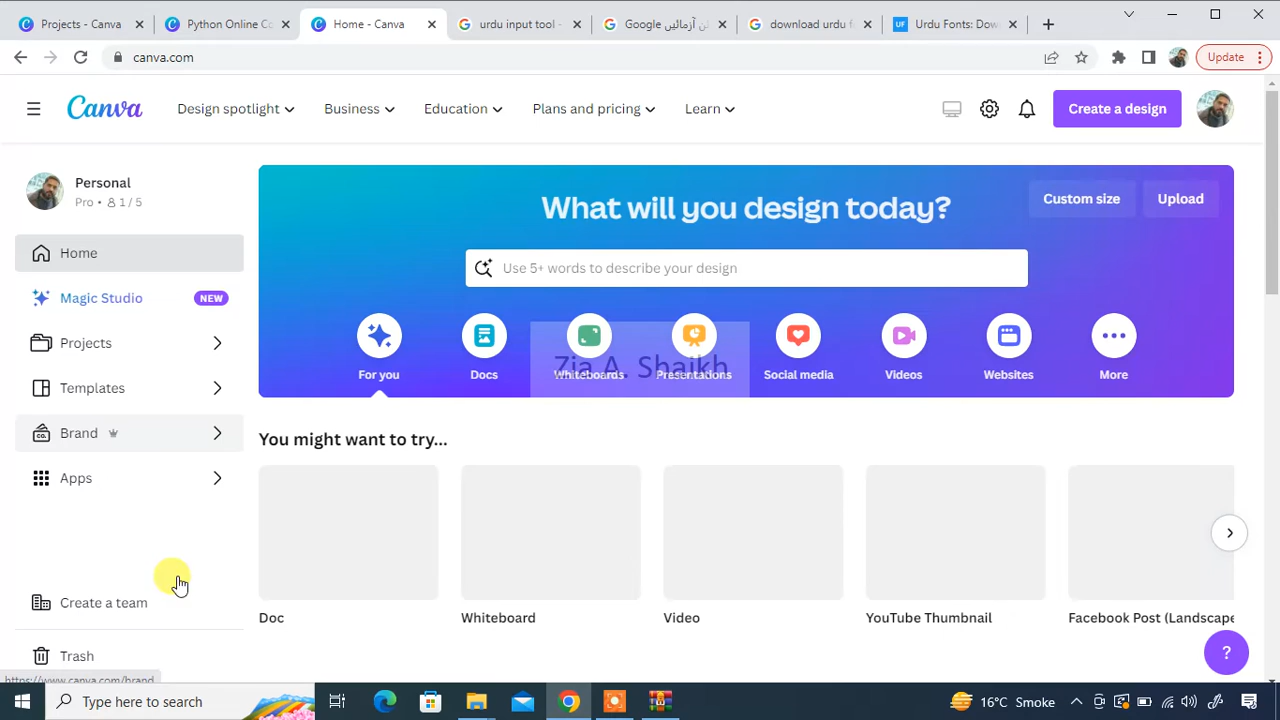 Projects - Canva
Python Online Co
Home - Canva
urdu input tool -
Google ن آزمائیں
download urdu f
UF Urdu Fonts: Dow
canva.com
Update
Canva
Design spotlight
Business
Education
Plans and pricing
Learn
Create a design
Personal
Pro • 1 / 5
Home
Magic Studio
NEW
Projects
Templates
Brand
Apps
Create a team
Trash
https://www.canva.com/brand
What will you design today?
Custom size
Upload
Use 5+ words to describe your design
For you
Docs
Whiteboards
Presentations
Social media
Videos
Websites
More
Zia A. Shaikh
You might want to try...
Doc
Whiteboard
Video
YouTube Thumbnail
Facebook Post (Landscape
?
Type here to search
16°C Smoke